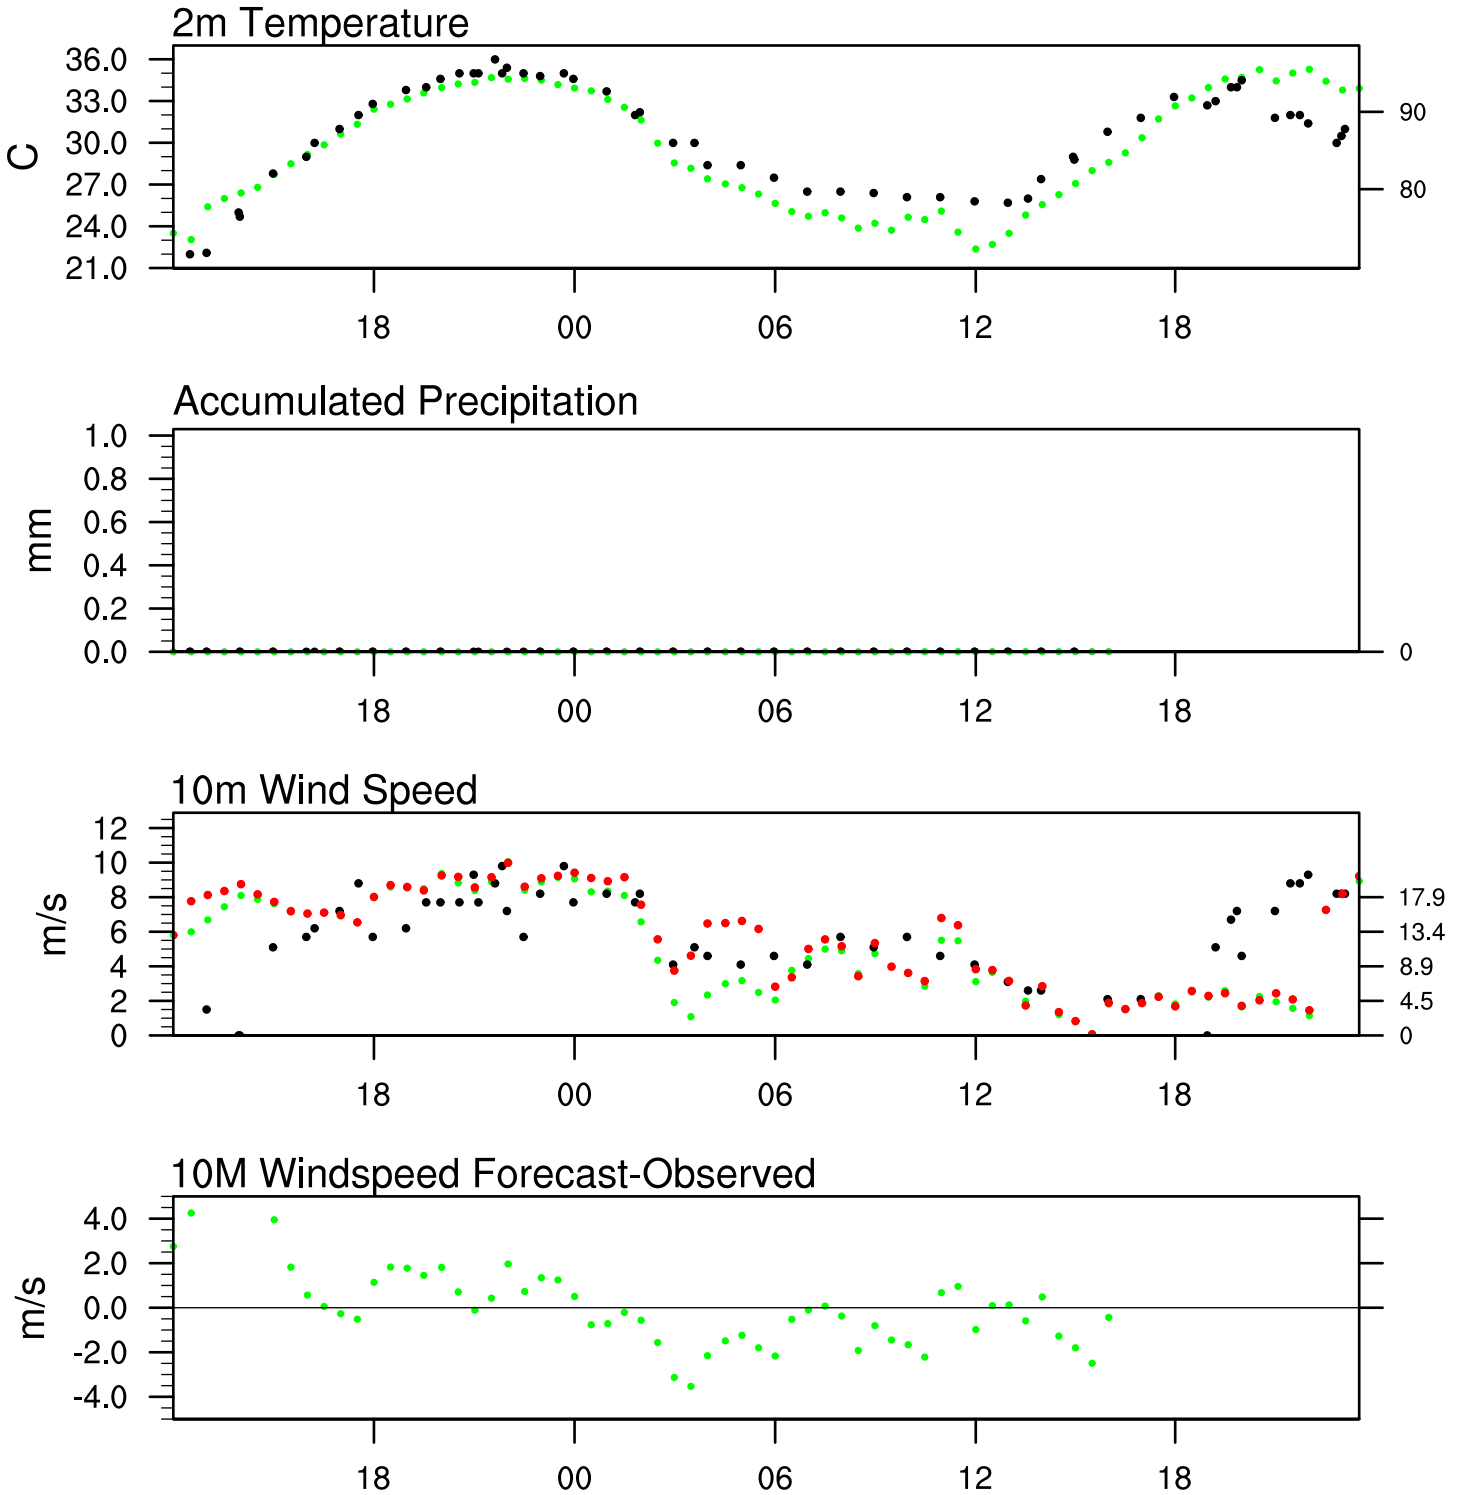 2m Temperature
36.0
33.0
30.0
27.0
24.0
21.0
C
90
80
18 00 06 12 18
Accumulated Precipitation
1.0
0.8
0.6
0.4
0.2
0.0
mm
0
18 00 06 12 18
10m Wind Speed
12
10
8
6
4
2
0
m/s
17.9
13.4
8.9
4.5
0
18 00 06 12 18
10M Windspeed Forecast-Observed
4.0
2.0
0.0
-2.0
-4.0
m/s
18 00 06 12 18